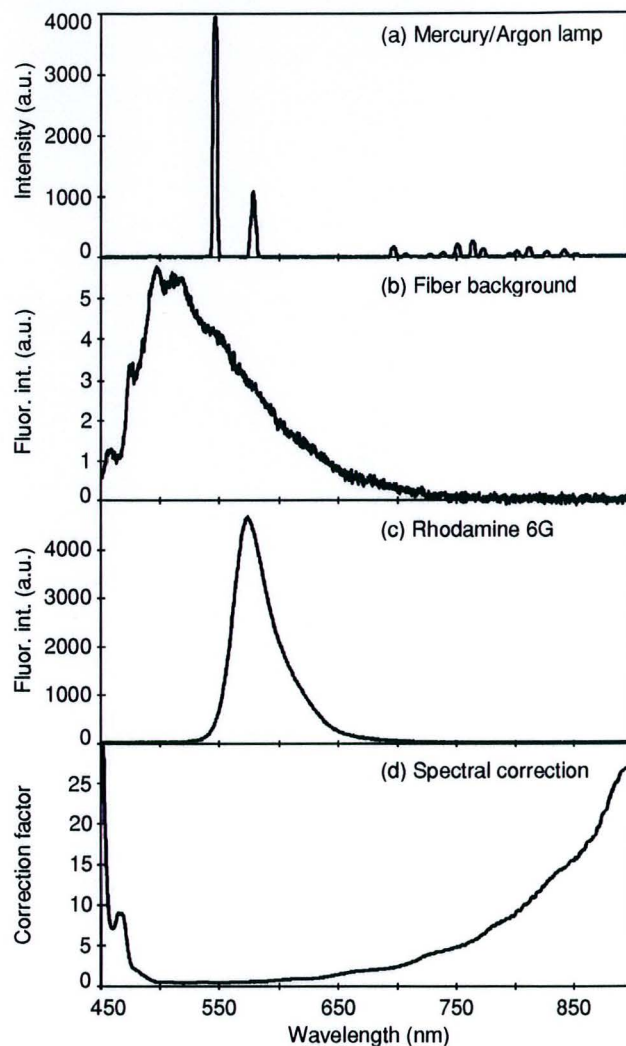 4000
3000
2000
1000
0
Intensity (a.u.)
(a) Mercury/Argon lamp
5
4
3
2
1
0
Fluor. int. (a.u.)
(b) Fiber background
4000
3000
2000
1000
Fluor. int. (a.u.)
(c) Rhodamine 6G
25
20
15
10
5
0
Correction factor
(d) Spectral correction
450 550 650 750 850
Wavelength (nm)